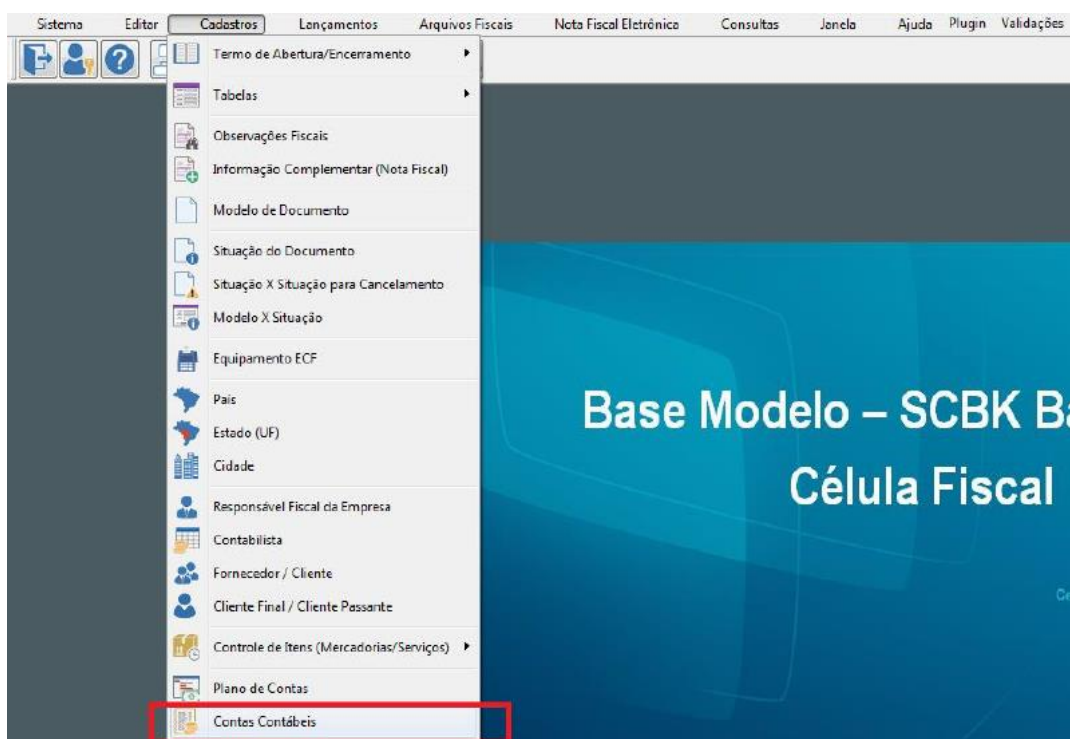 Sistema Editar Cadastros Lançamentos Arquivos Fiscais Nota Fiscal Eletrônica Consultas Janela Ajuda Plugin Validações
Termo de Abertura/Encerramento
Tabelas
Observações Fiscais
Informação Complementar (Nota Fiscal)
Modelo de Documento
Situação do Documento
Situação X Situação para Cancelamento
Modelo X Situação
Equipamento ECF
País
Estado (UF)
Cidade
Responsável Fiscal da Empresa
Contabilista
Fornecedor / Cliente
Cliente Final / Cliente Passante
Controle de Itens (Mercadorias/Serviços)
Plano de Contas
Contas Contábeis
Base Modelo – SCBK Ba
Célula Fiscal